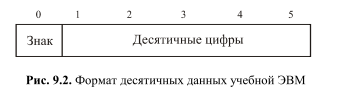 0 1 2 3 4 5
Знак Десятичные цифры
Рис. 9.2. Формат десятичных данных учебной ЭВМ